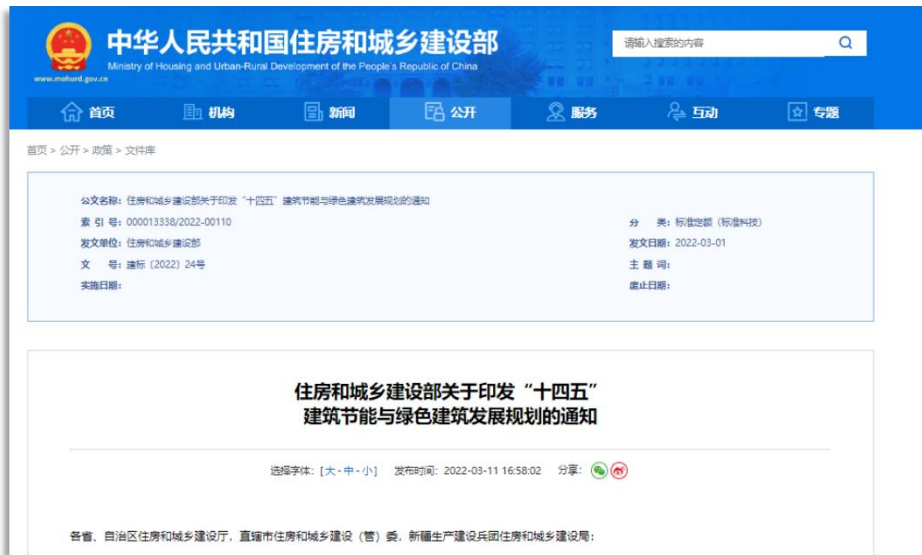 中华人民共和国住房和城乡建设部
Ministry of Housing and Urban-Rural Development of the People's Republic of China
www.mohurd.gov.cn
请输入搜索的内容
首页 机构 新闻 公开 服务 互动 专题
首页 > 公开 > 政策 > 文件库
公文名称：住房和城乡建设部关于印发“十四五”建筑节能与绿色建筑发展规划的通知
索 引 号：000013338/2022-00110 分 类：标准定额（标准科技）
发文单位：住房和城乡建设部 发文日期：2022-03-01
文 号：建标（2022）24号 主 题 词：
实施日期： 废止日期：
住房和城乡建设部关于印发“十四五”
建筑节能与绿色建筑发展规划的通知
选择字体：[大-中-小] 发布时间：2022-03-11 16:58:02 分享：
各省、自治区住房和城乡建设厅，直辖市住房和城乡建设（管）委，新疆生产建设兵团住房和城乡建设局：